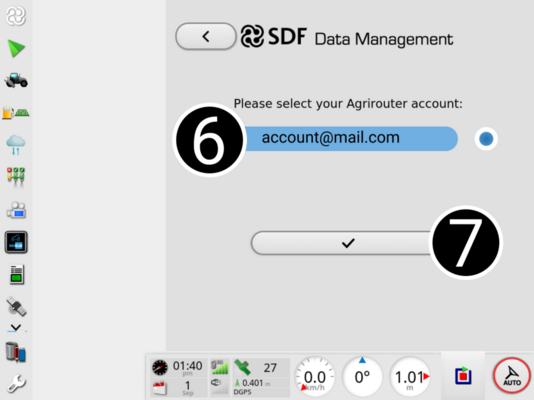 SDF Data Management
Please select your Agrirouter account:
6
account@mail.com
7
01:40
pm
27
1
Sep
0.401 m
DGPS
0.0
km/h
0°
1.01 m
AUTO